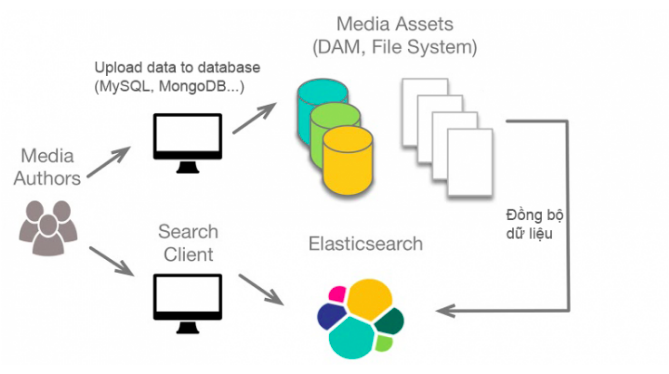 Media Assets
(DAM, File System)
Upload data to database
(MySQL, MongoDB...)
Media
Authors
Search
Client
Elasticsearch
Đồng bộ
dữ liệu